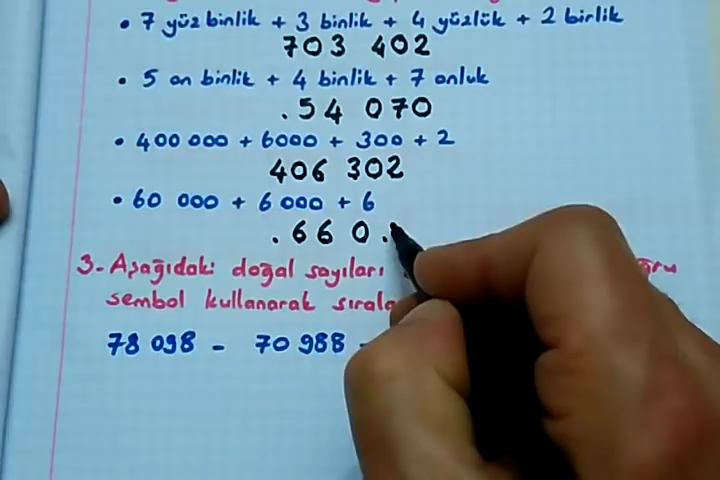 • 7 yüz binlik + 3 binlik + 4 yüzlük + 2 birlik
703 402
• 5 on binlik + 4 binlik + 7 onluk
.54 070
• 400 000 + 6000 + 300 + 2
406 302
• 60 000 + 6 000 + 6
.66 0.
3- Aşağıdaki doğal sayıları
sembol kullanarak sırala
78 098 - 70 988 -